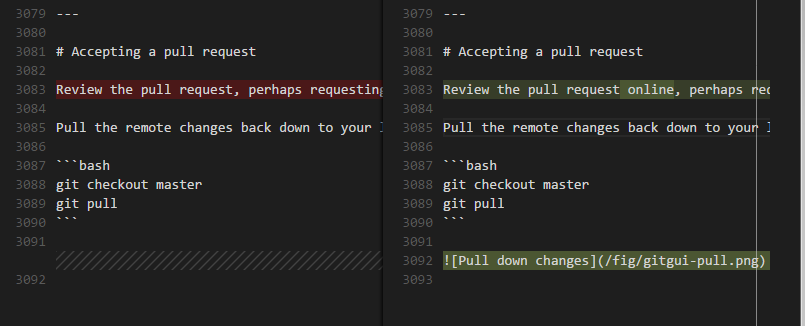 3079 ---
3080
3081 # Accepting a pull request
3082
3083 Review the pull request, perhaps requesting
3084
3085 Pull the remote changes back down to your
3086
3087 ```bash
3088 git checkout master
3089 git pull
3090 ```
3091
3092
3079 ---
3080
3081 # Accepting a pull request
3082
3083 Review the pull request online, perhaps
3084
3085 Pull the remote changes back down to your
3086
3087 ```bash
3088 git checkout master
3089 git pull
3090 ```
3091
3092 ![Pull down changes](/fig/gitgui-pull.png)
3093